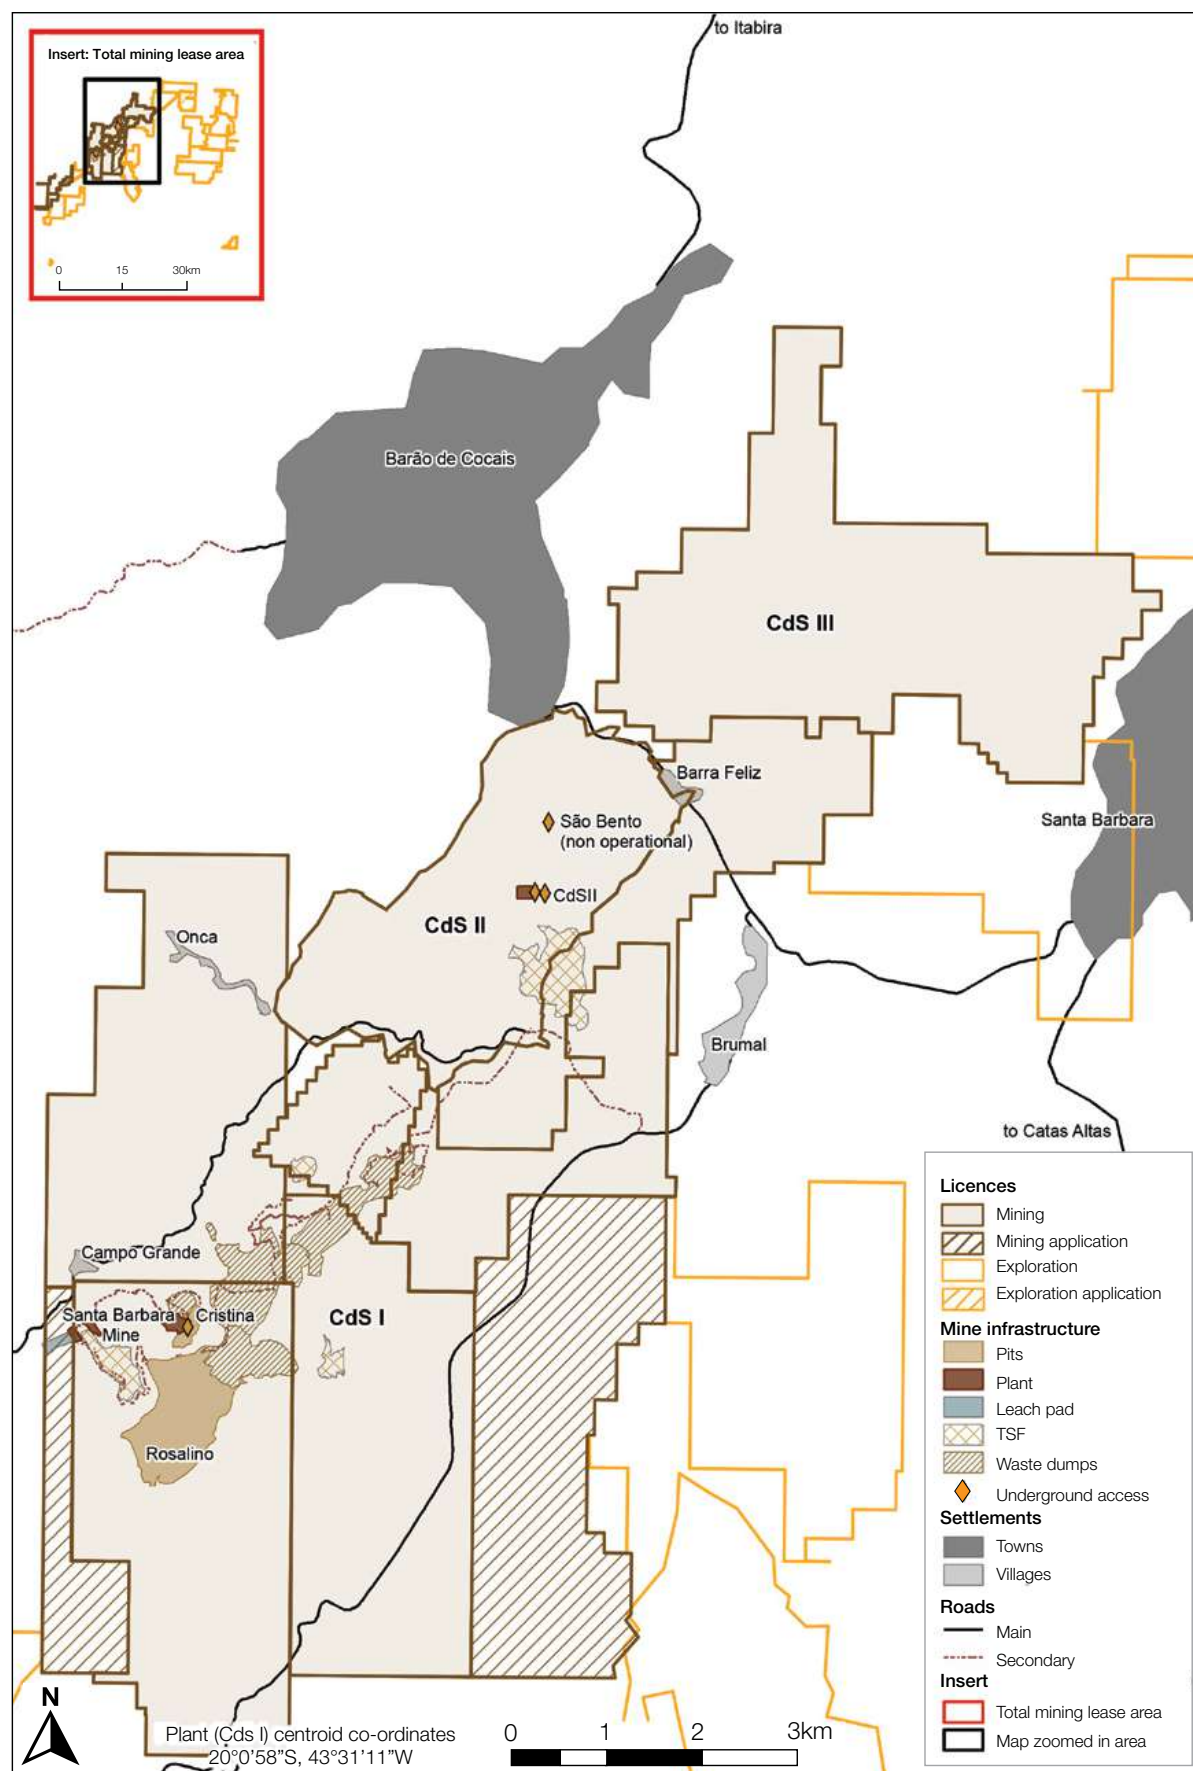 to Itabira
Insert: Total mining lease area
0 15 30km
Barão de Cocais
CdS III
Barra Feliz
São Bento
(non operational)
Santa Barbara
CdSII
CdS II
Onca
Brumal
to Catas Altas
Campo Grande
Santa Barbara
Mine
Cristina
CdS I
Rosalino
Licences
Mining
Mining application
Exploration
Exploration application
Mine infrastructure
Pits
Plant
Leach pad
TSF
Waste dumps
Underground access
Settlements
Towns
Villages
Roads
Main
Secondary
Insert
Total mining lease area
Map zoomed in area
N
Plant (Cds I) centroid co-ordinates
20°0'58”S, 43°31'11”W
0 1 2 3km